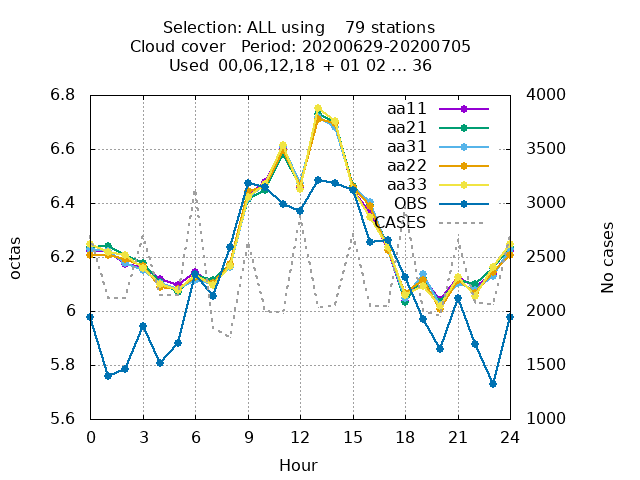 Selection: ALL using    79 stations
Cloud cover   Period: 20200629-20200705
Used  00,06,12,18  + 01 02 ... 36
6.8
6.6
6.4
6.2
6
5.8
5.6
octas
4000
3500
3000
2500
2000
1500
1000
No cases
aa11
aa21
aa31
aa22
aa33
OBS
CASES
0 3 6 9 12 15 18 21 24
Hour